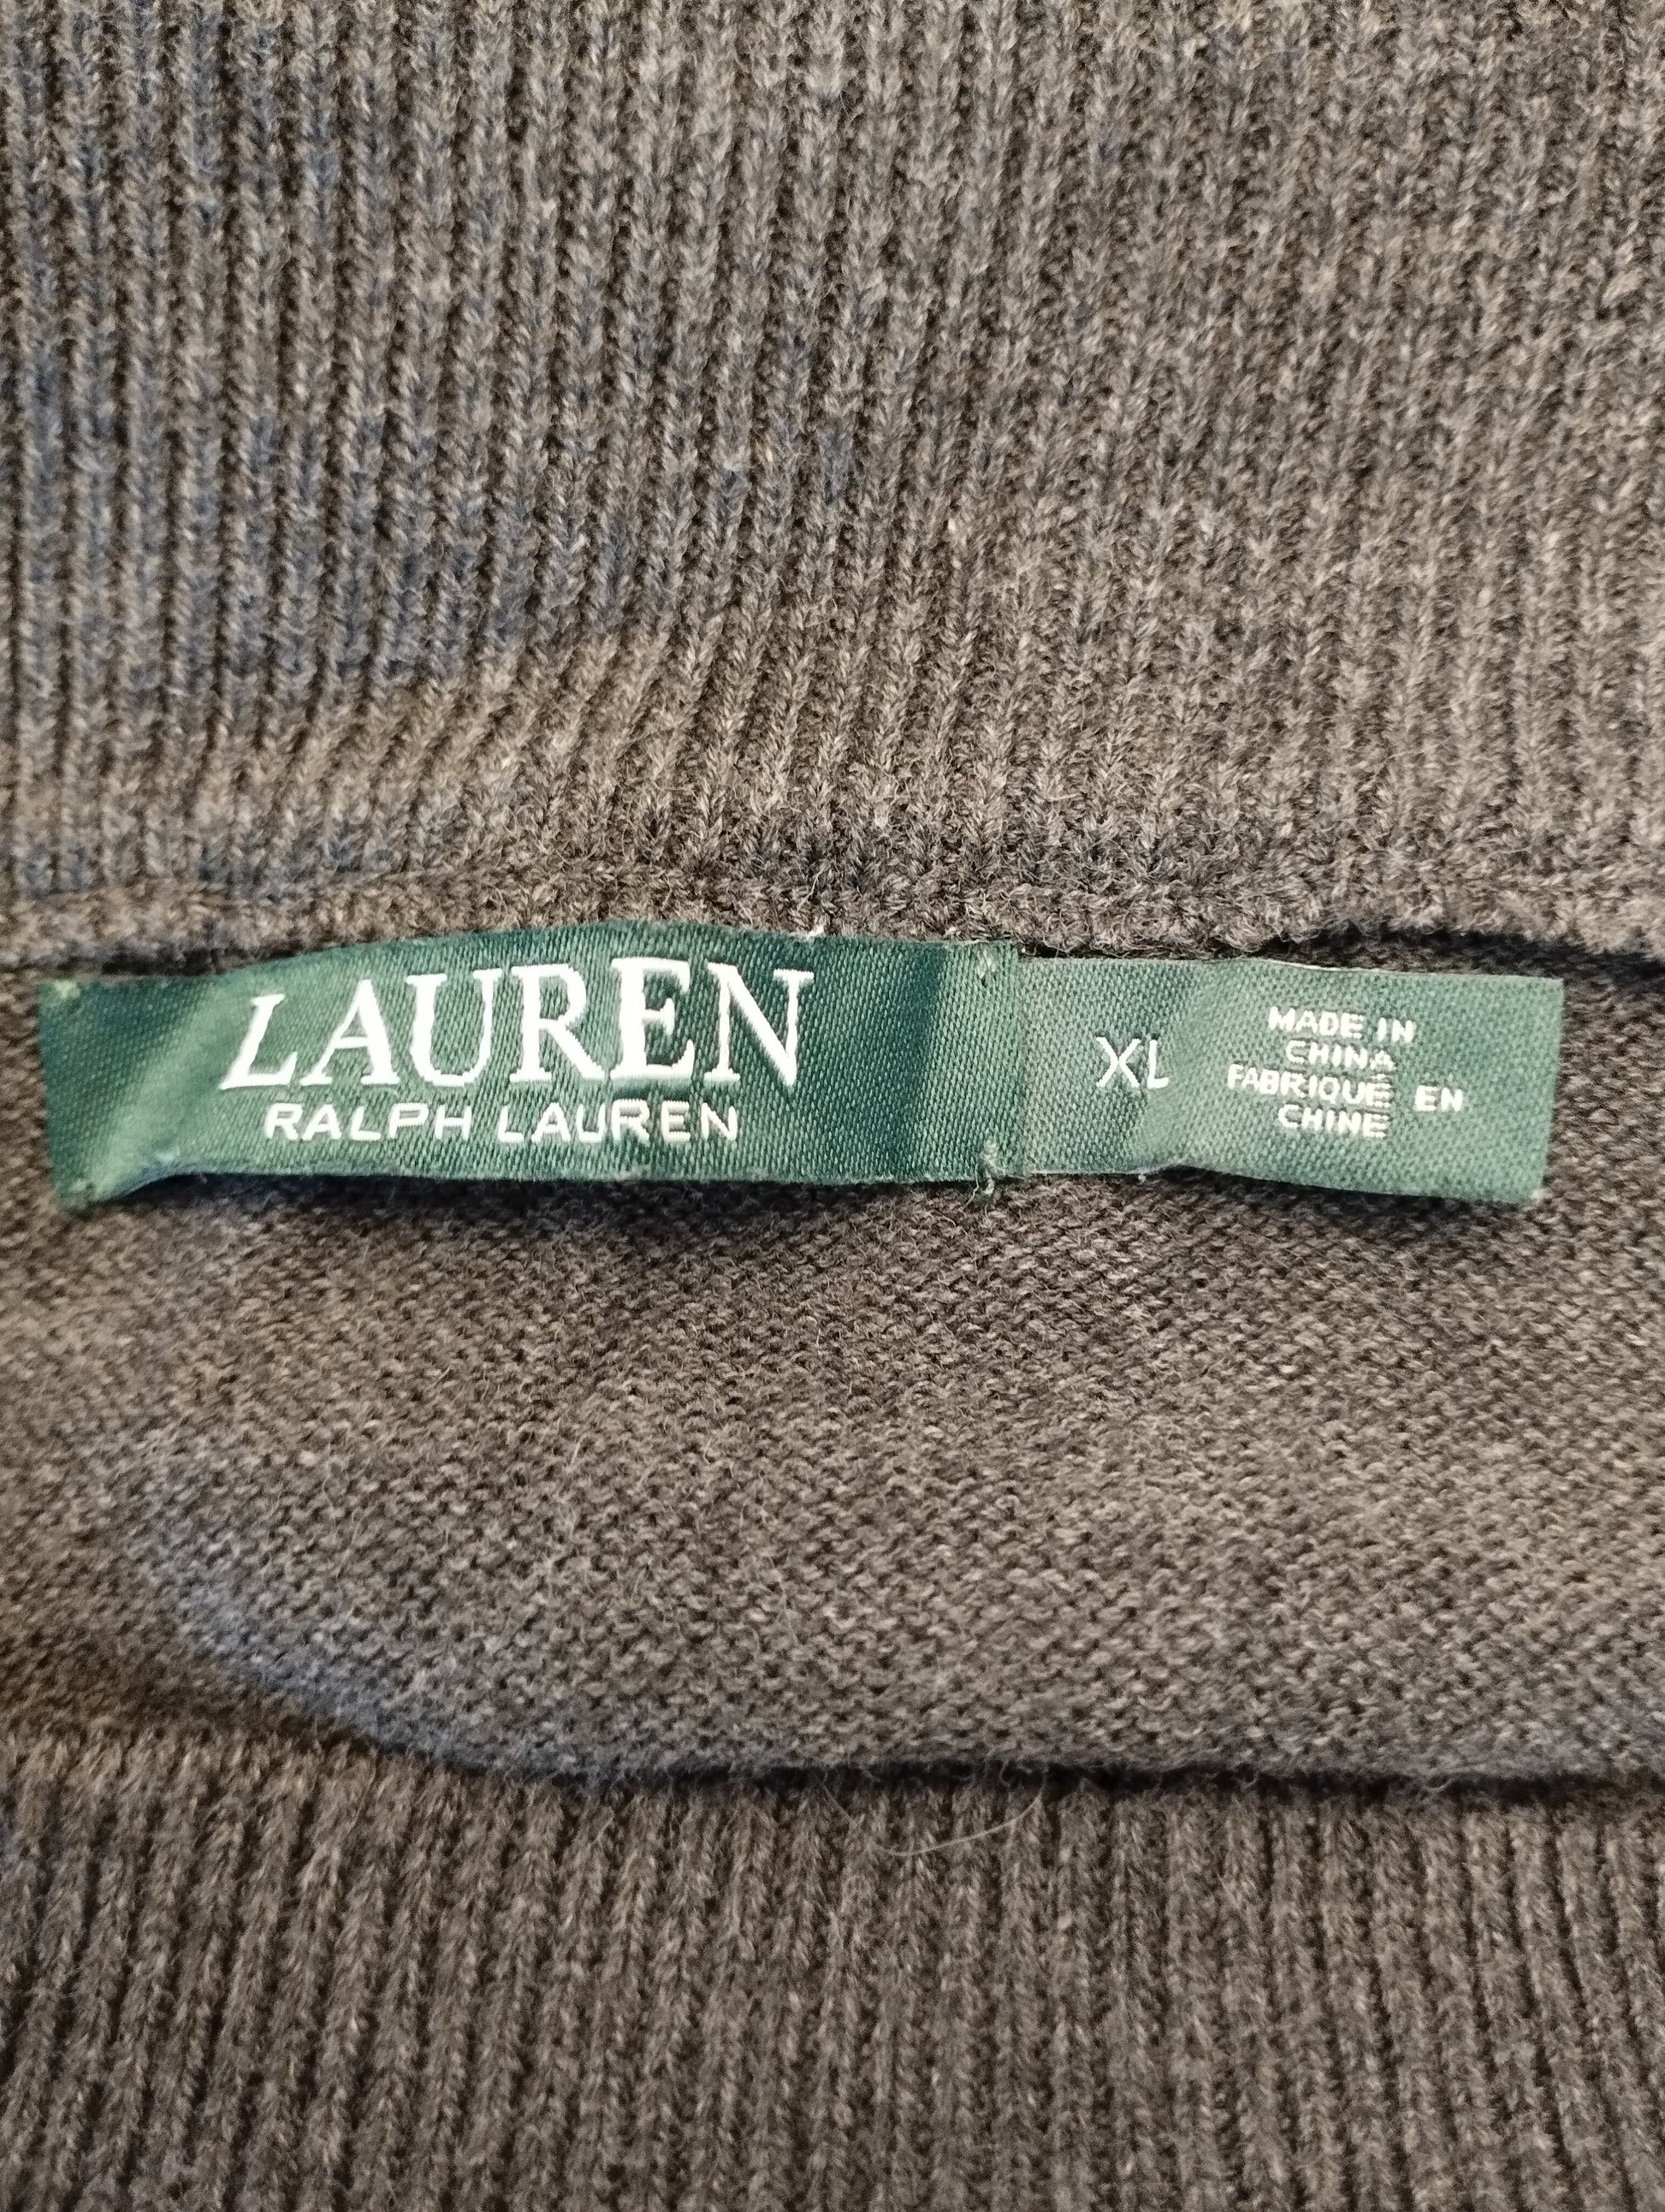 LAUREN
RALPH LAUREN
XL
MADE IN
CHINA
FABRIQUÉ EN
CHINE